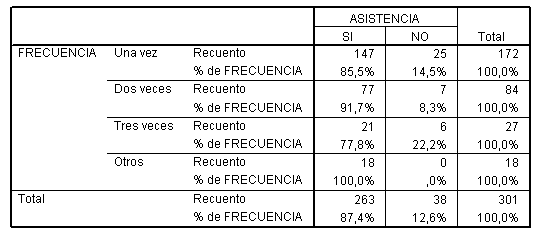 ASISTENCIA
SI NO Total
FRECUENCIA Una vez Recuento 147 25 172
% de FRECUENCIA 85,5% 14,5% 100,0%
Dos veces Recuento 77 7 84
% de FRECUENCIA 91,7% 8,3% 100,0%
Tres veces Recuento 21 6 27
% de FRECUENCIA 77,8% 22,2% 100,0%
Otros Recuento 18 0 18
% de FRECUENCIA 100,0% ,0% 100,0%
Total Recuento 263 38 301
% de FRECUENCIA 87,4% 12,6% 100,0%